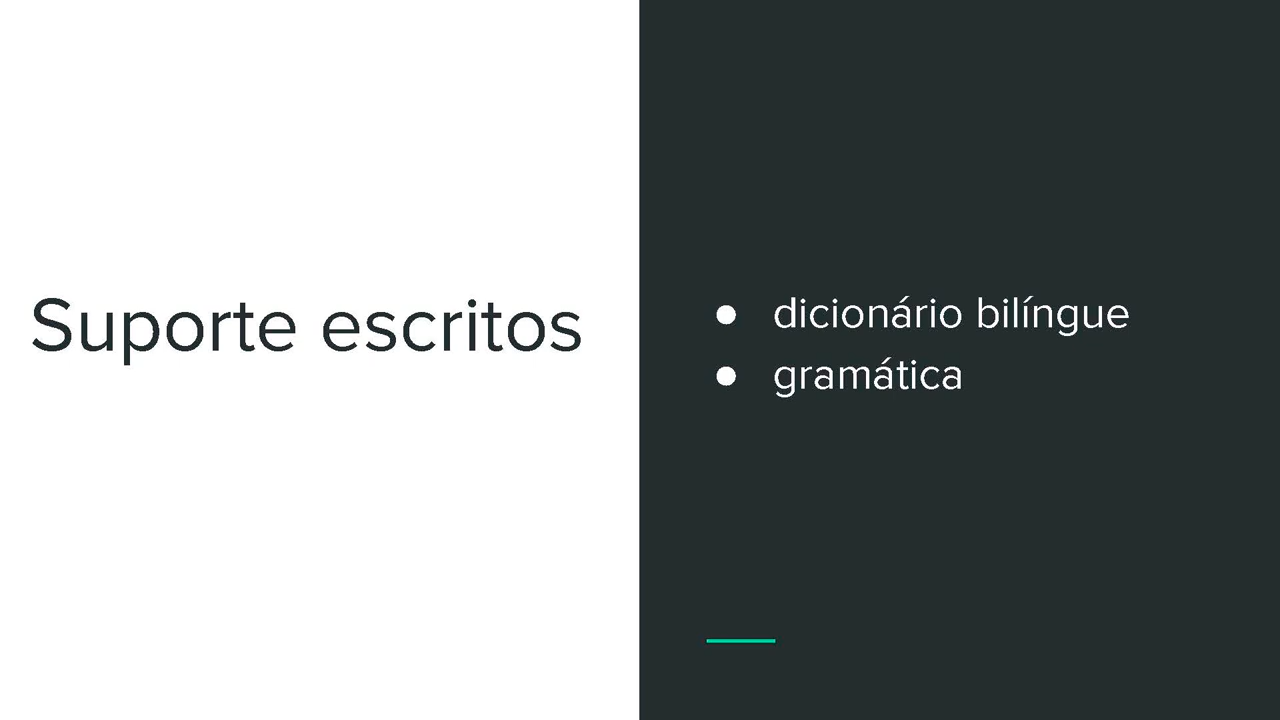 Suporte escritos
● dicionário bilíngue
● gramática